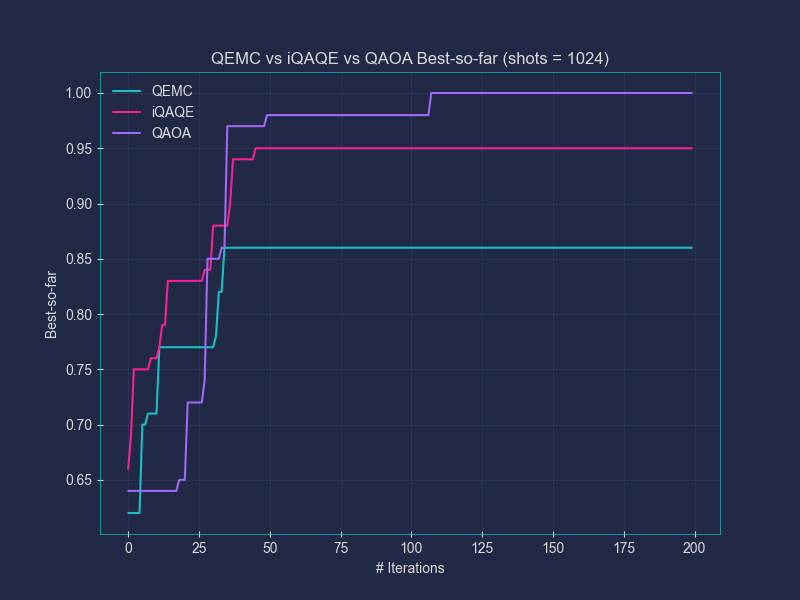 QEMC vs iQAQE vs QAOA Best-so-far (shots = 1024)
QEMC
iQAQE
QAOA
1.00
0.95
0.90
0.85
0.80
0.75
0.70
0.65
Best-so-far
0 25 50 75 100 125 150 175 200
# Iterations